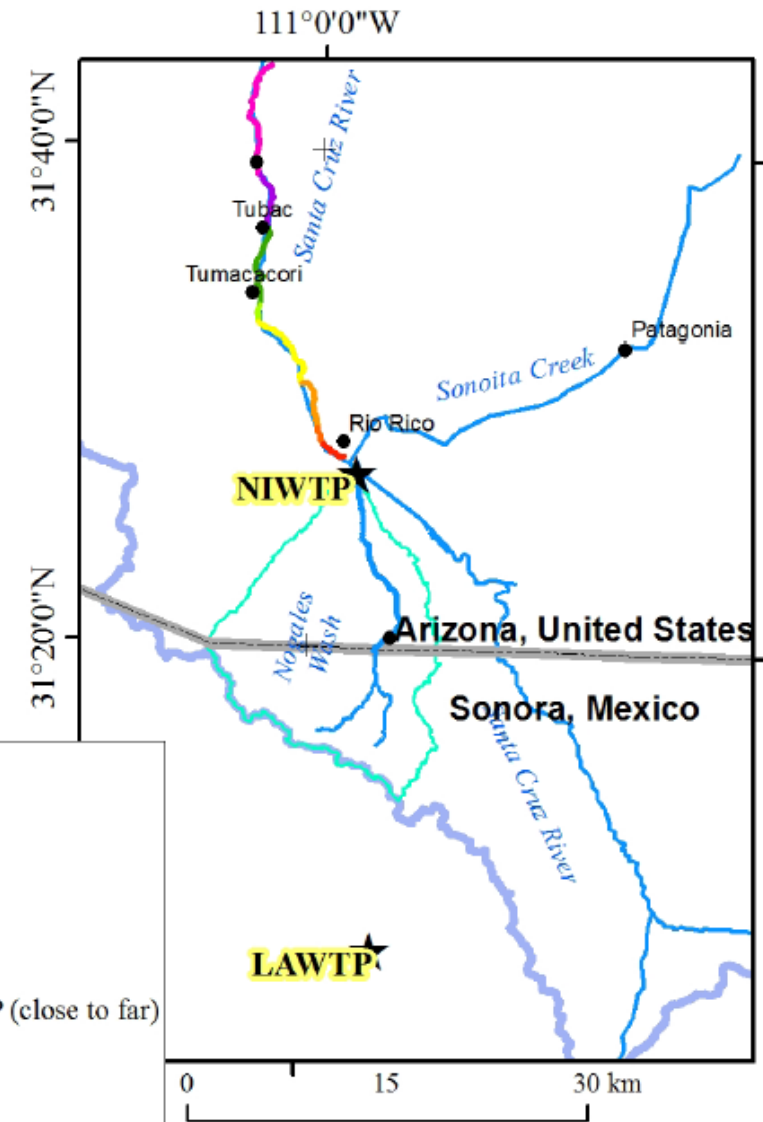 111°0'0"W
31°40'0"N
Santa Cruz River
Tubac
Tumacacori
Patagonia
Sonoita Creek
Rio Rico
NIWTP
31°20'0"N
Nogales
Wash
Arizona, United States
Sonora, Mexico
Santa Cruz River
LAWTP
P (close to far)
0 15 30 km